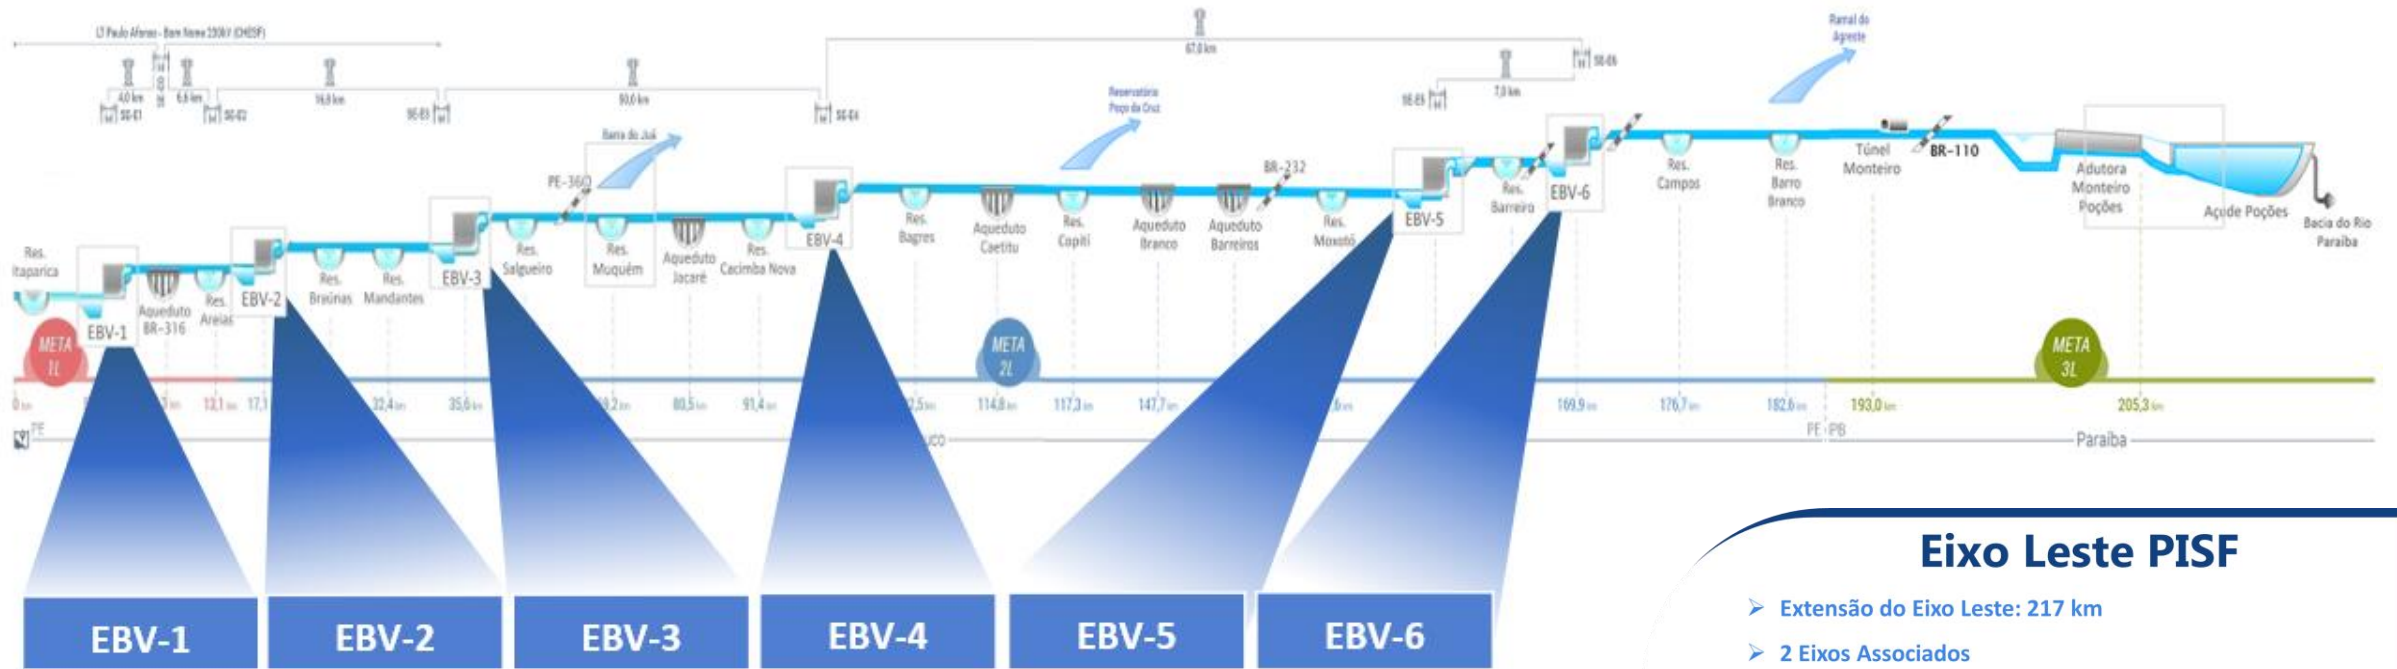 LT Paulo Afonso - Bom Nome 230kV (CHESF)
4,0 km
6,6 km
SE-E1
SE-E2
SE-E3
SE-E4
67,0 km
7,0 km
SE-E5
SE-E6
Barra do Juá
Reservatório
Poço da Cruz
Ramal do
Agreste
PE-360
BR-232
BR-110
Res.
Itaparica
EBV-1
Aqueduto
BR-316
Res.
Areias
EBV-2
Res.
Braúnas
Res.
Mandantes
EBV-3
Res.
Salgueiro
Res.
Muquém
Aqueduto
Jacaré
Res.
Cacimba Nova
EBV-4
Res.
Bagres
Aqueduto
Caetitu
Res.
Copiti
Aqueduto
Branco
Aqueduto
Barreiros
Res.
Moxotó
EBV-5
Res.
Barreiro
EBV-6
Res.
Campos
Res.
Barro
Branco
Túnel
Monteiro
Adutora
Monteiro
Poções
Açude Poções
Bacia do Rio
Paraíba
META
1L
META
2L
META
3L
0 km
13,1 km
17,1
32,4 km
35,6 km
80,5 km
91,4 km
114,8 km
117,3 km
147,7 km
169,9 km
176,7 km
182,6 km
193,0 km
205,3 km
PE
UCO
PE PB
Paraíba
EBV-1
EBV-2
EBV-3
EBV-4
EBV-5
EBV-6
Eixo Leste PISF
➢ Extensão do Eixo Leste: 217 km
➢ 2 Eixos Associados